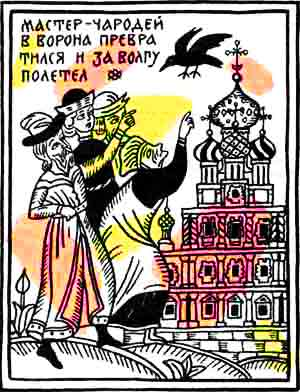 МАСТЕР-ЧАРОДЕЙ
В ВОРОНА ПРЕВРА
ТИЛСЯ И ЗА ВОЛГУ
ПОЛЕТЕЛ